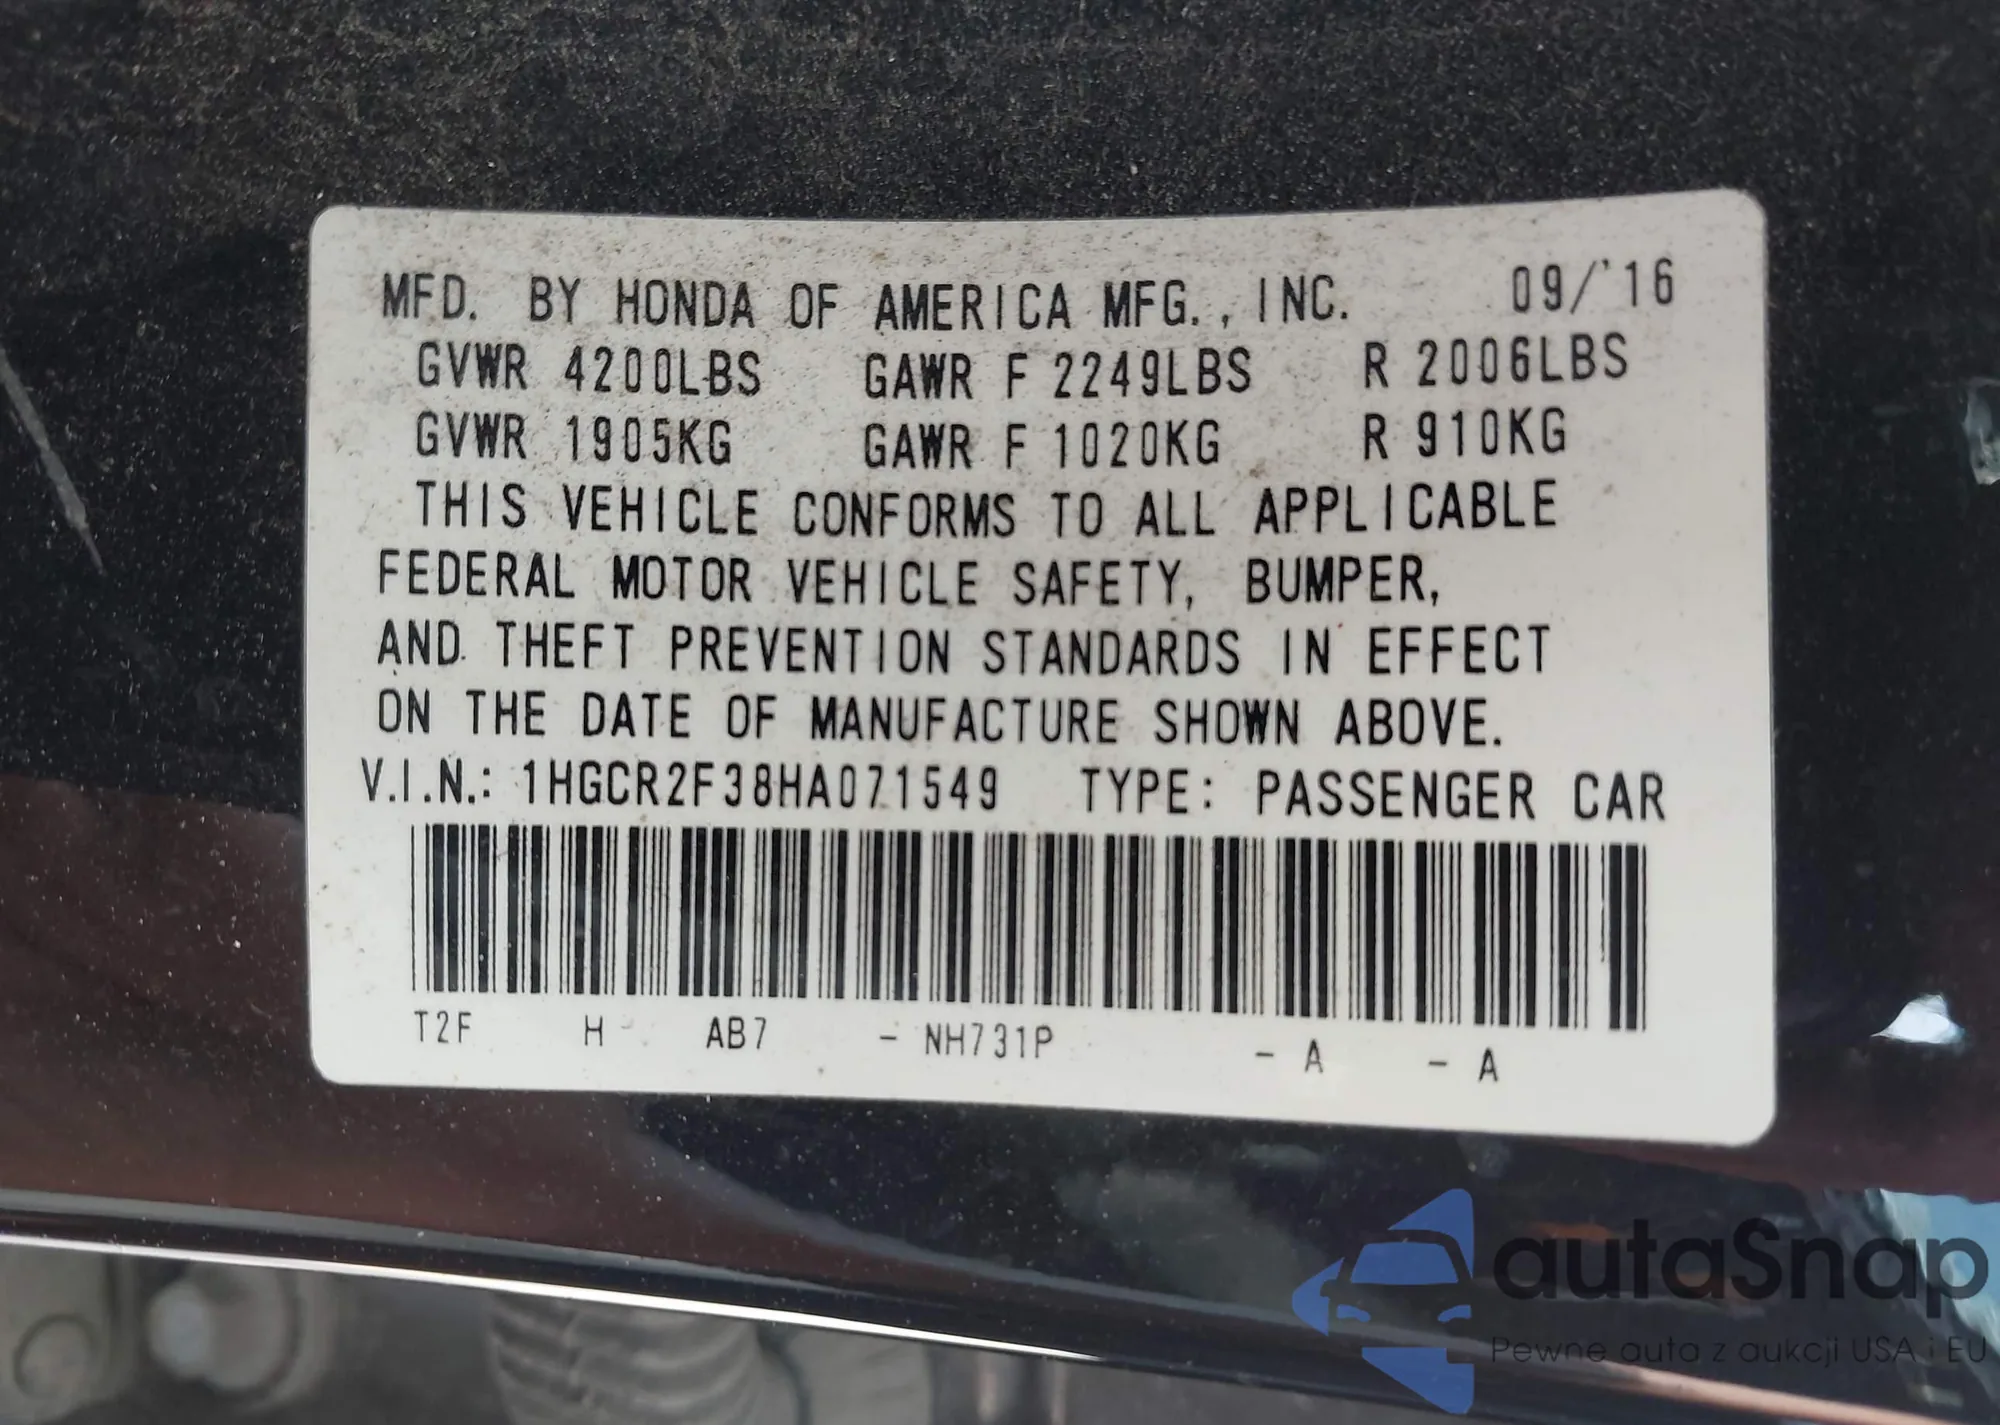 MFD. BY HONDA OF AMERICA MFG., INC. 09/'16
GVWR 4200LBS GAWR F 2249LBS R 2006LBS
GVWR 1905KG GAWR F 1020KG R 910KG
THIS VEHICLE CONFORMS TO ALL APPLICABLE
FEDERAL MOTOR VEHICLE SAFETY, BUMPER,
AND THEFT PREVENTION STANDARDS IN EFFECT
ON THE DATE OF MANUFACTURE SHOWN ABOVE.
V.I.N.: 1HGCR2F38HA071549 TYPE: PASSENGER CAR
T2F H AB7 - NH731P - A - A
autaSnap
Pewne auta z aukcji USA i EU